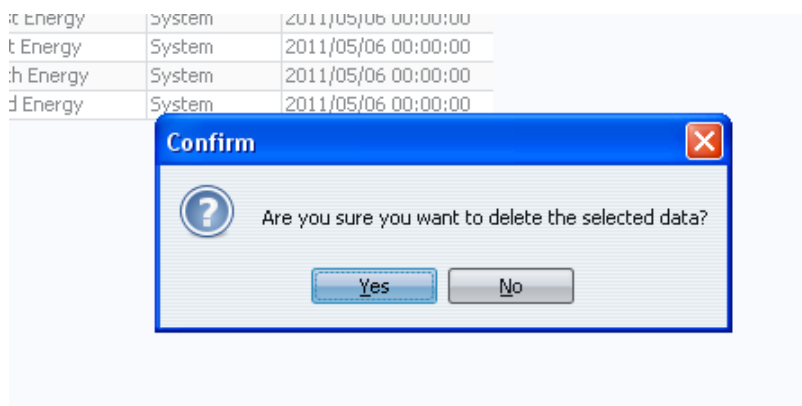 st Energy System 2011/05/06 00:00:00
t Energy System 2011/05/06 00:00:00
th Energy System 2011/05/06 00:00:00
d Energy System 2011/05/06 00:00:00
Confirm
Are you sure you want to delete the selected data?
Yes No